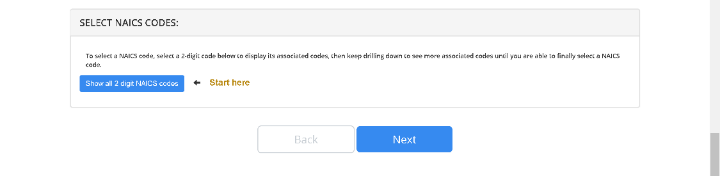 SELECT NAICS CODES:
To select a NAICS code, select a 2-digit code below to display its associated codes, then keep drilling down to see more associated codes until you are able to finally select a NAICS
code.
Show all 2 digit NAICS codes Start here
Back Next